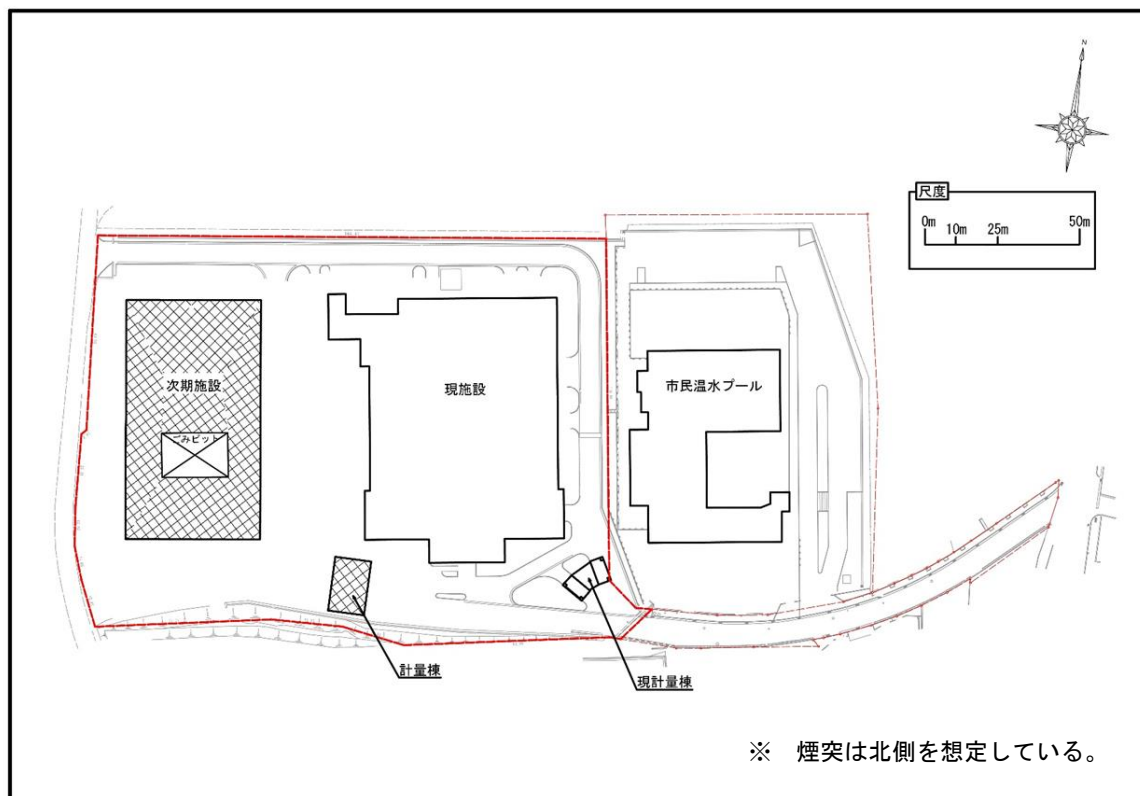 N
尺度
0m 10m 25m 50m
次期施設
現施設
市民温水プール
ごみピット
計量棟
現計量棟
※　煙突は北側を想定している。